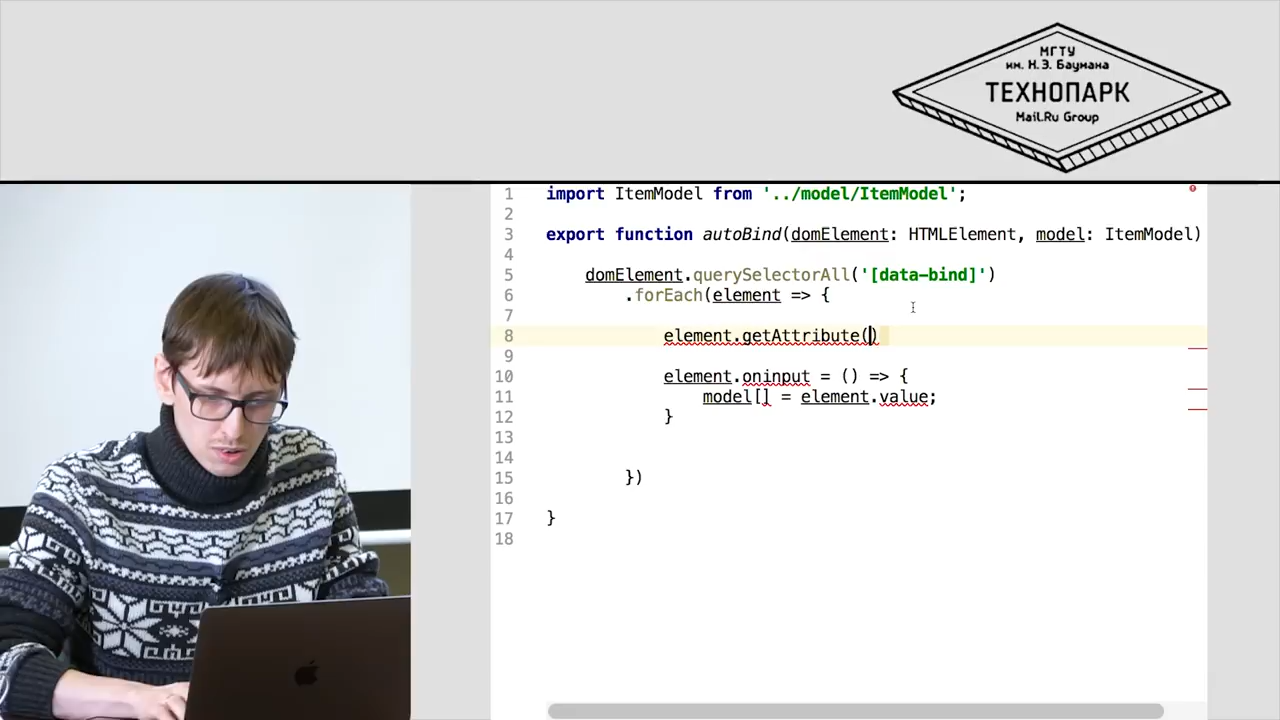 МГТУ
им. Н.Э. Баумана
ТЕХНОПАРК
Mail.Ru Group
1 import ItemModel from '../model/ItemModel';
2
3 export function autoBind(domElement: HTMLElement, model: ItemModel)
4
5 domElement.querySelectorAll('[data-bind]')
6 .forEach(element => {
7
8 element.getAttribute()
9
10 element.oninput = () => {
11 model[] = element.value;
12 }
13
14
15 })
16
17 }
18